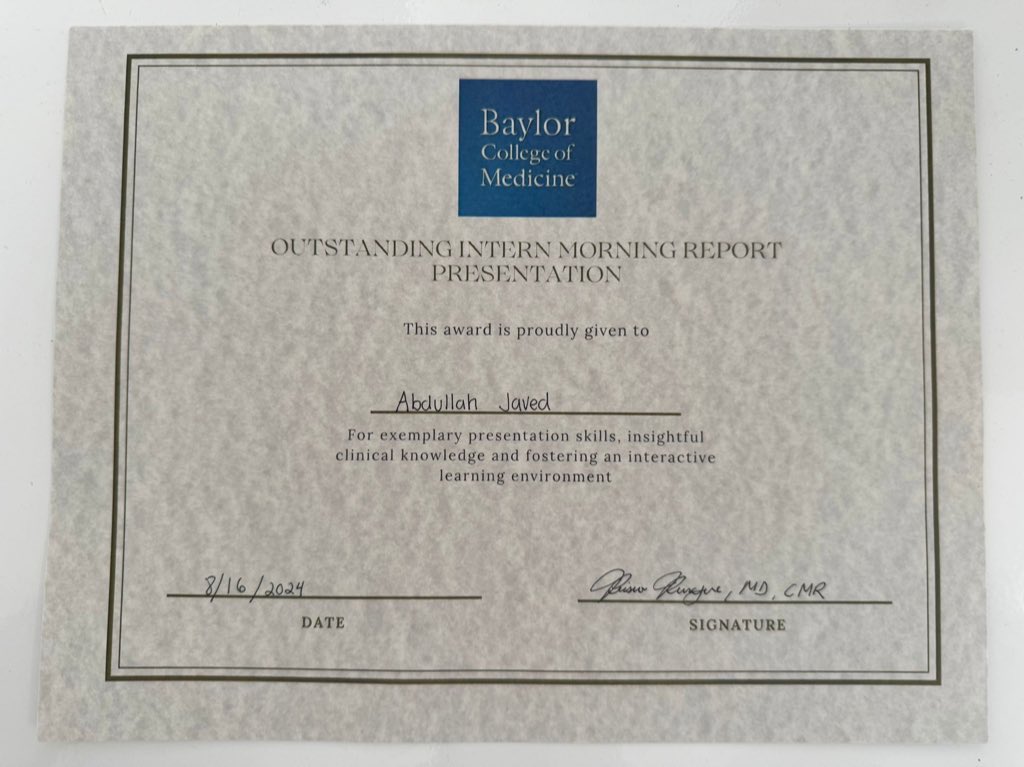 Baylor
College of
Medicine
OUTSTANDING INTERN MORNING REPORT
PRESENTATION
This award is proudly given to
Abdullah Javed
For exemplary presentation skills, insightful
clinical knowledge and fostering an interactive
learning environment
8/16/2024
MD, CMR
DATE
SIGNATURE